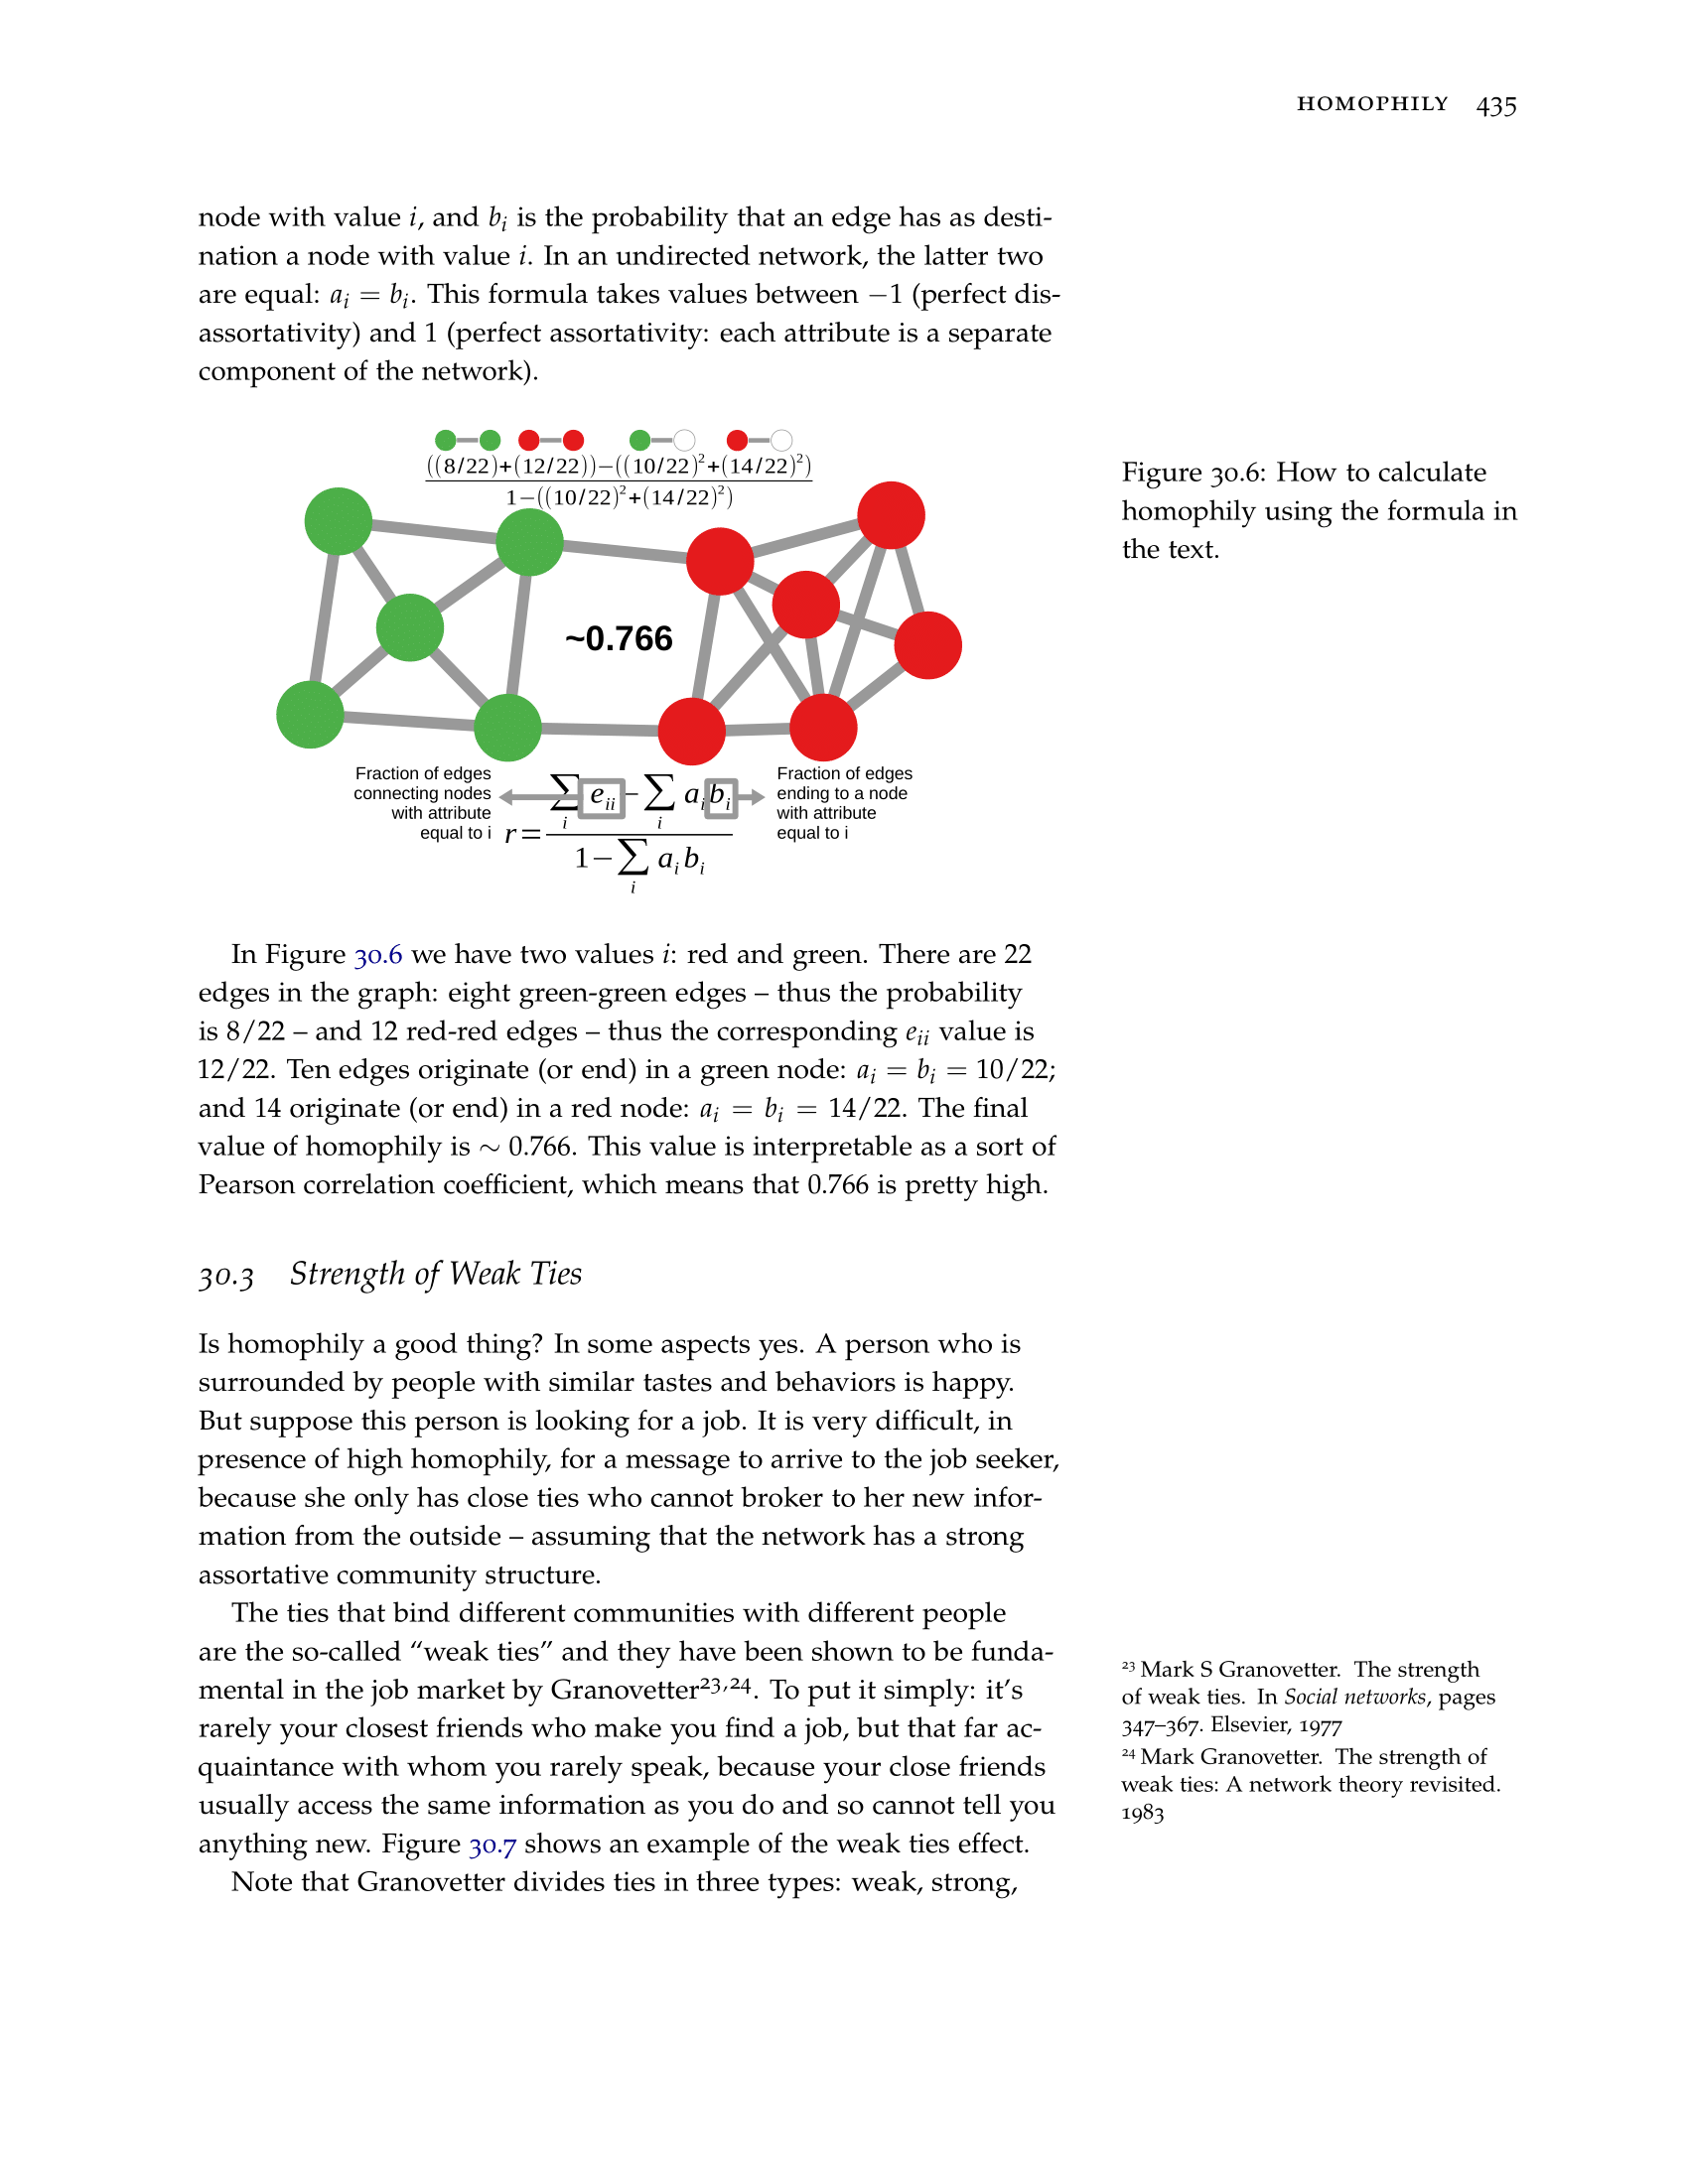 HOMOPHILY 435
node with value i, and b_i is the probability that an edge has as desti-
nation a node with value i. In an undirected network, the latter two
are equal: a_i = b_i. This formula takes values between −1 (perfect dis-
assortativity) and 1 (perfect assortativity: each attribute is a separate
component of the network).
((8/22)+(12/22))−((10/22)²+(14/22)²)
1−((10/22)²+(14/22)²)
~0.766
Fraction of edges
connecting nodes
with attribute
equal to i
r = (∑_i e_ii − ∑_i a_i b_i) / (1 − ∑_i a_i b_i)
Fraction of edges
ending to a node
with attribute
equal to i
Figure 30.6: How to calculate
homophily using the formula in
the text.
In Figure 30.6 we have two values i: red and green. There are 22
edges in the graph: eight green-green edges – thus the probability
is 8/22 – and 12 red-red edges – thus the corresponding e_ii value is
12/22. Ten edges originate (or end) in a green node: a_i = b_i = 10/22;
and 14 originate (or end) in a red node: a_i = b_i = 14/22. The final
value of homophily is ∼ 0.766. This value is interpretable as a sort of
Pearson correlation coefficient, which means that 0.766 is pretty high.
30.3 Strength of Weak Ties
Is homophily a good thing? In some aspects yes. A person who is
surrounded by people with similar tastes and behaviors is happy.
But suppose this person is looking for a job. It is very difficult, in
presence of high homophily, for a message to arrive to the job seeker,
because she only has close ties who cannot broker to her new infor-
mation from the outside – assuming that the network has a strong
assortative community structure.
The ties that bind different communities with different people
are the so-called “weak ties” and they have been shown to be funda-
mental in the job market by Granovetter²³,²⁴. To put it simply: it’s
rarely your closest friends who make you find a job, but that far ac-
quaintance with whom you rarely speak, because your close friends
usually access the same information as you do and so cannot tell you
anything new. Figure 30.7 shows an example of the weak ties effect.
Note that Granovetter divides ties in three types: weak, strong,
²³ Mark S Granovetter. The strength
of weak ties. In Social networks, pages
347–367. Elsevier, 1977
²⁴ Mark Granovetter. The strength of
weak ties: A network theory revisited.
1983